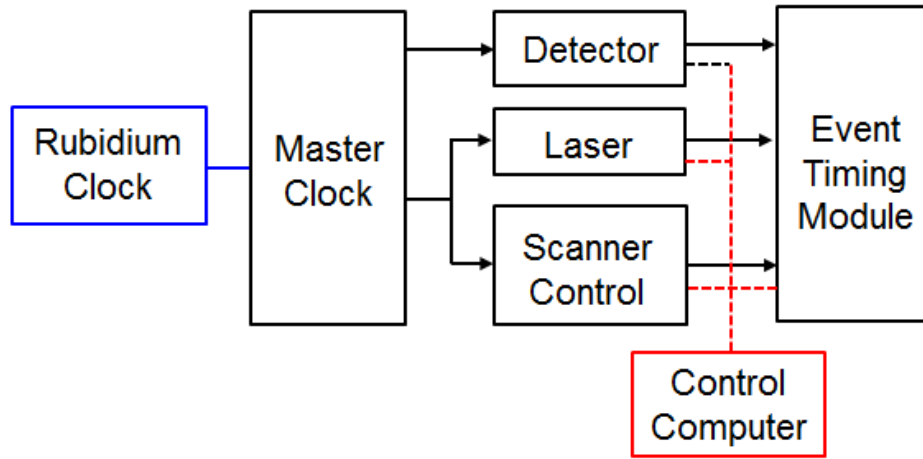 Rubidium
Clock
Master
Clock
Detector
Laser
Scanner
Control
Event
Timing
Module
Control
Computer